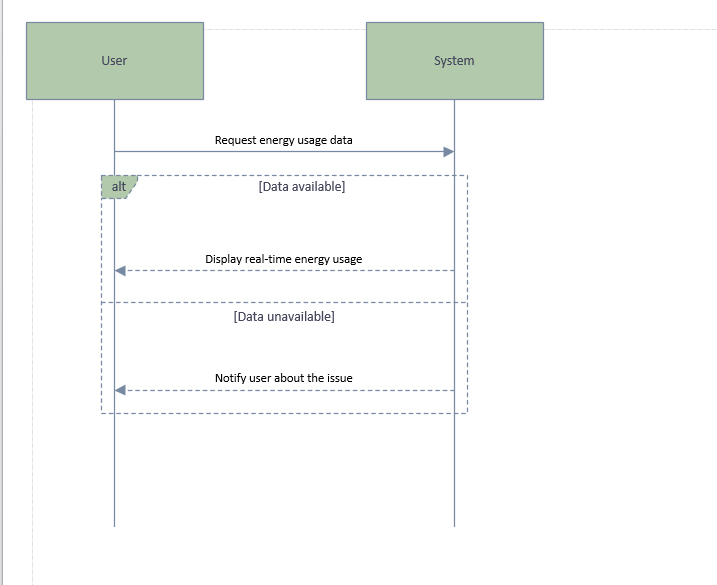 User
System
Request energy usage data
alt
[Data available]
Display real-time energy usage
[Data unavailable]
Notify user about the issue